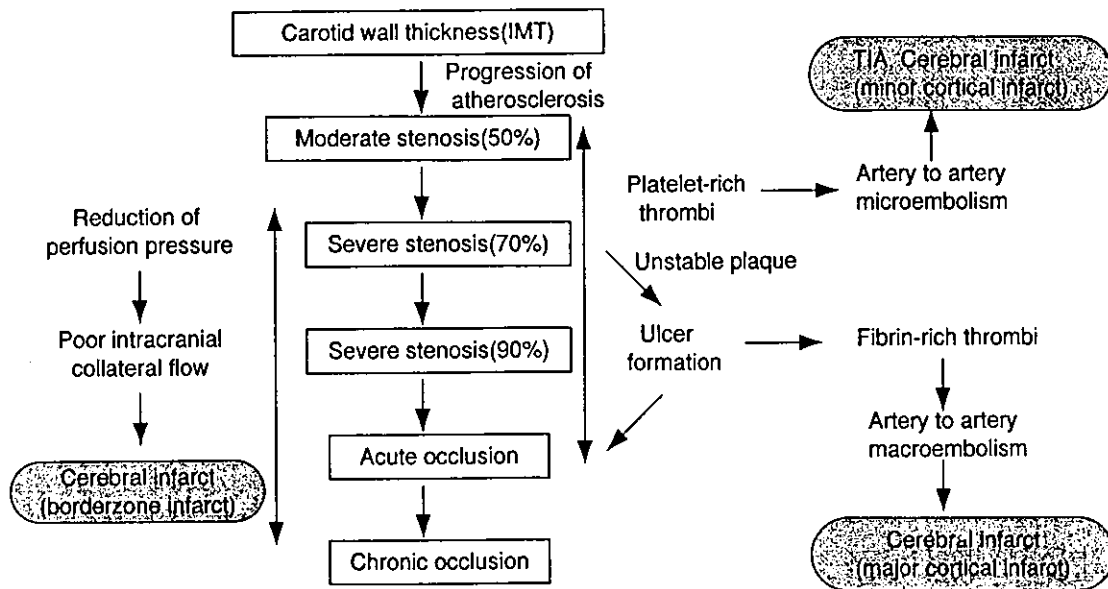 Carotid wall thickness(IMT)
Progression of
atherosclerosis
Moderate stenosis(50%)
Severe stenosis(70%)
Severe stenosis(90%)
Acute occlusion
Chronic occlusion
Reduction of
perfusion pressure
Poor intracranial
collateral flow
Cerebral infarct
(borderzone infarct)
Platelet-rich
thrombi
Artery to artery
microembolism
TIA, Cerebral infarct
(minor cortical infarct)
Unstable plaque
Ulcer
formation
Fibrin-rich thrombi
Artery to artery
macroembolism
Cerebral infarct
(major cortical infarct)